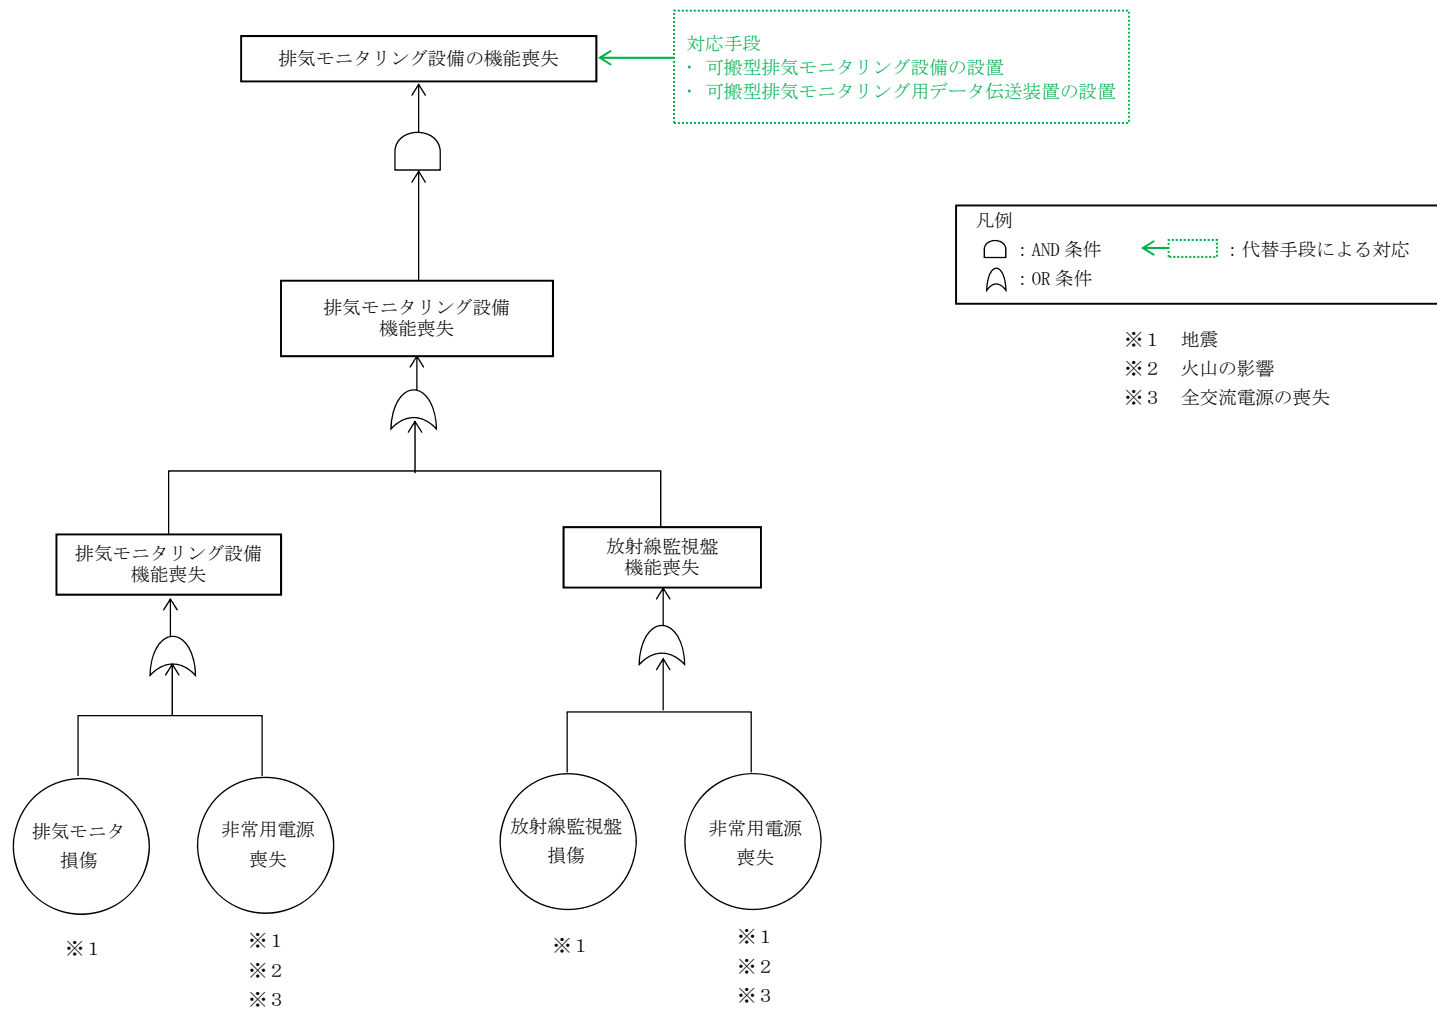 排気モニタリング設備の機能喪失
対応手段
・ 可搬型排気モニタリング設備の設置
・ 可搬型排気モニタリング用データ伝送装置の設置
凡例
：AND 条件
：代替手段による対応
：OR 条件
※１ 地震
※２ 火山の影響
※３ 全交流電源の喪失
排気モニタリング設備
機能喪失
排気モニタリング設備
機能喪失
放射線監視盤
機能喪失
排気モニタ
損傷
非常用電源
喪失
放射線監視盤
損傷
非常用電源
喪失
※１
※１
※２
※３
※１
※１
※２
※３